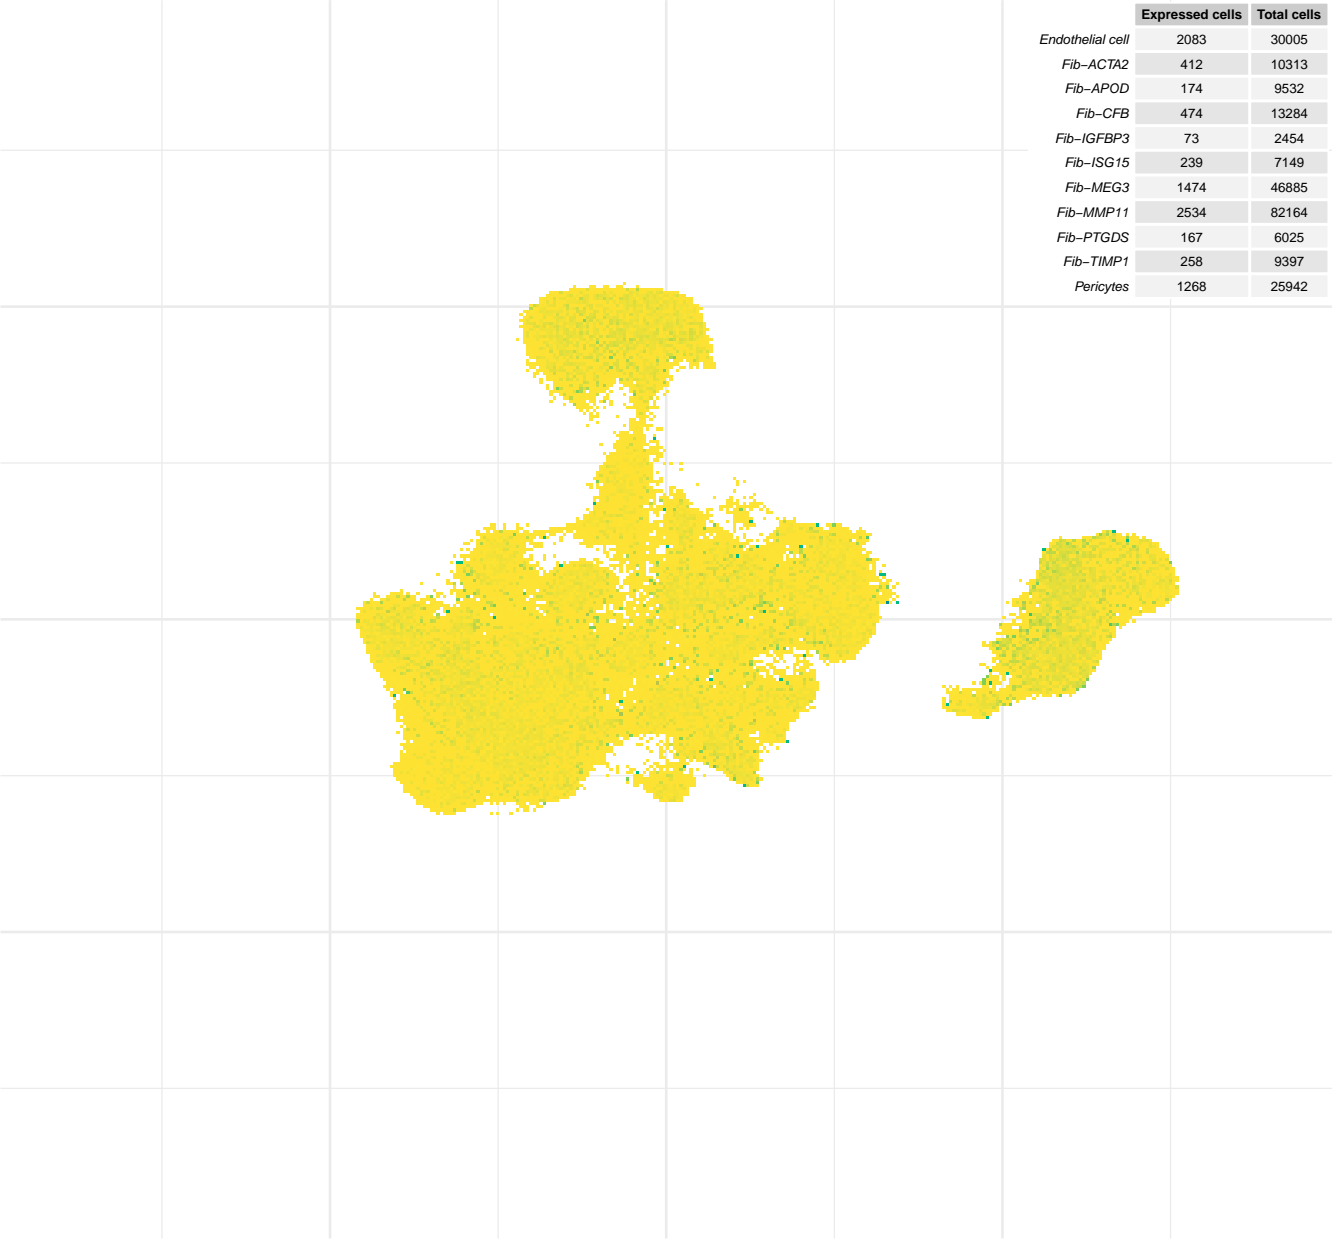 Expressed cells Total cells
Endothelial cell 2083 30005
Fib−ACTA2 412 10313
Fib−APOD 174 9532
Fib−CFB 474 13284
Fib−IGFBP3 73 2454
Fib−ISG15 239 7149
Fib−MEG3 1474 46885
Fib−MMP11 2534 82164
Fib−PTGDS 167 6025
Fib−TIMP1 258 9397
Pericytes 1268 25942